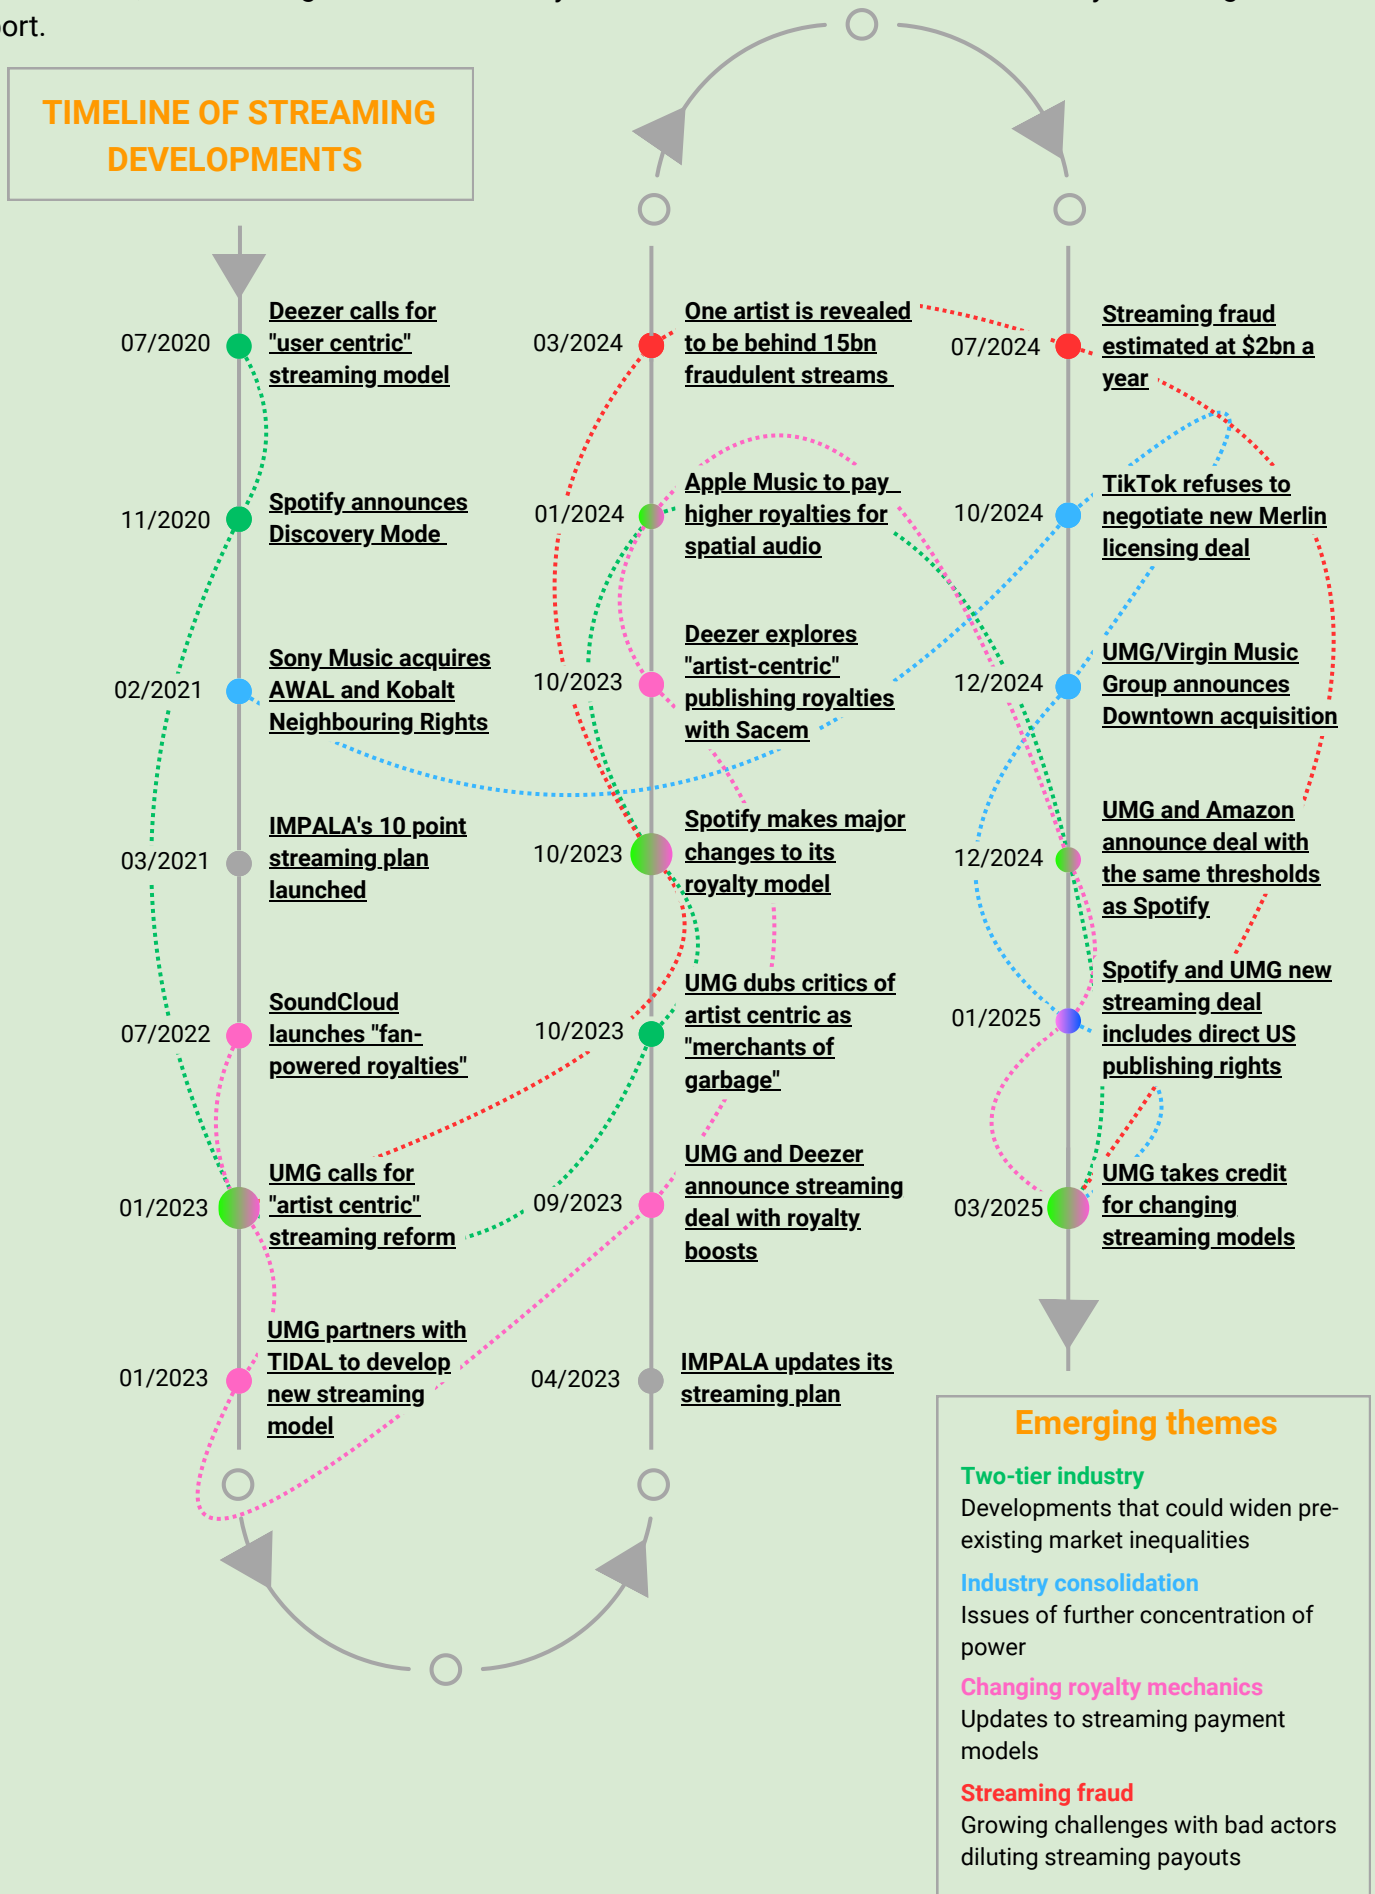 ort.
TIMELINE OF STREAMING
DEVELOPMENTS
07/2020
Deezer calls for
"user centric"
streaming model
11/2020
Spotify announces
Discovery Mode
02/2021
Sony Music acquires
AWAL and Kobalt
Neighbouring Rights
03/2021
IMPALA's 10 point
streaming plan
launched
07/2022
SoundCloud
launches "fan-
powered royalties"
01/2023
UMG calls for
"artist centric"
streaming reform
01/2023
UMG partners with
TIDAL to develop
new streaming
model
03/2024
One artist is revealed
to be behind 15bn
fraudulent streams
01/2024
Apple Music to pay
higher royalties for
spatial audio
10/2023
Deezer explores
"artist-centric"
publishing royalties
with Sacem
10/2023
Spotify makes major
changes to its
royalty model
10/2023
UMG dubs critics of
artist centric as
"merchants of
garbage"
09/2023
UMG and Deezer
announce streaming
deal with royalty
boosts
04/2023
IMPALA updates its
streaming plan
07/2024
Streaming fraud
estimated at $2bn a
year
10/2024
TikTok refuses to
negotiate new Merlin
licensing deal
12/2024
UMG/Virgin Music
Group announces
Downtown acquisition
12/2024
UMG and Amazon
announce deal with
the same thresholds
as Spotify
01/2025
Spotify and UMG new
streaming deal
includes direct US
publishing rights
03/2025
UMG takes credit
for changing
streaming models
Emerging themes
Two-tier industry
Developments that could widen pre-
existing market inequalities
Industry consolidation
Issues of further concentration of
power
Changing royalty mechanics
Updates to streaming payment
models
Streaming fraud
Growing challenges with bad actors
diluting streaming payouts